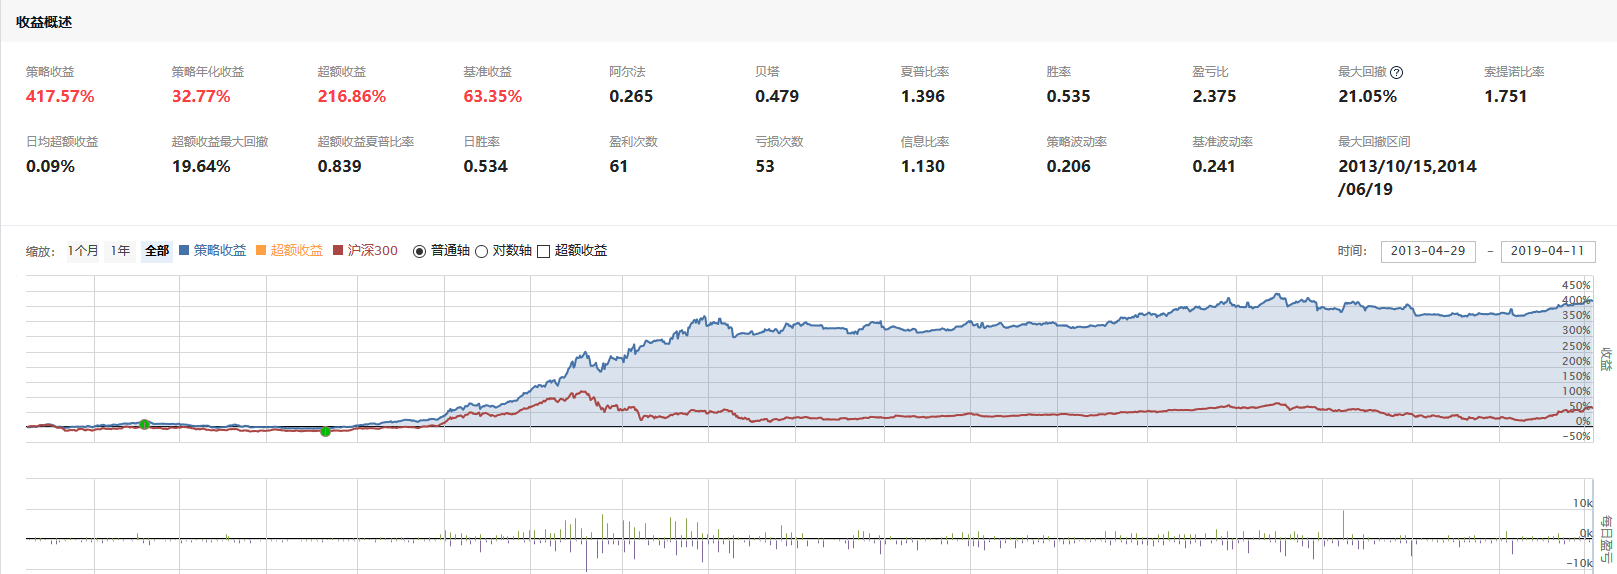 收益概述
策略收益 策略年化收益 超额收益 基准收益 阿尔法 贝塔 夏普比率 胜率 盈亏比 最大回撤 ? 索提诺比率
417.57% 32.77% 216.86% 63.35% 0.265 0.479 1.396 0.535 2.375 21.05% 1.751
日均超额收益 超额收益最大回撤 超额收益夏普比率 日胜率 盈利次数 亏损次数 信息比率 策略波动率 基准波动率 最大回撤区间
0.09% 19.64% 0.839 0.534 61 53 1.130 0.206 0.241 2013/10/15,2014
/06/19
缩放: 1个月 1年 全部 策略收益 超额收益 沪深300 普通轴 对数轴 超额收益 时间: 2013-04-29 - 2019-04-11
450%
400%
350%
300%
250%
200%
150%
100%
50%
0%
-50%
收益
10k
0k
-10k
每日盈亏